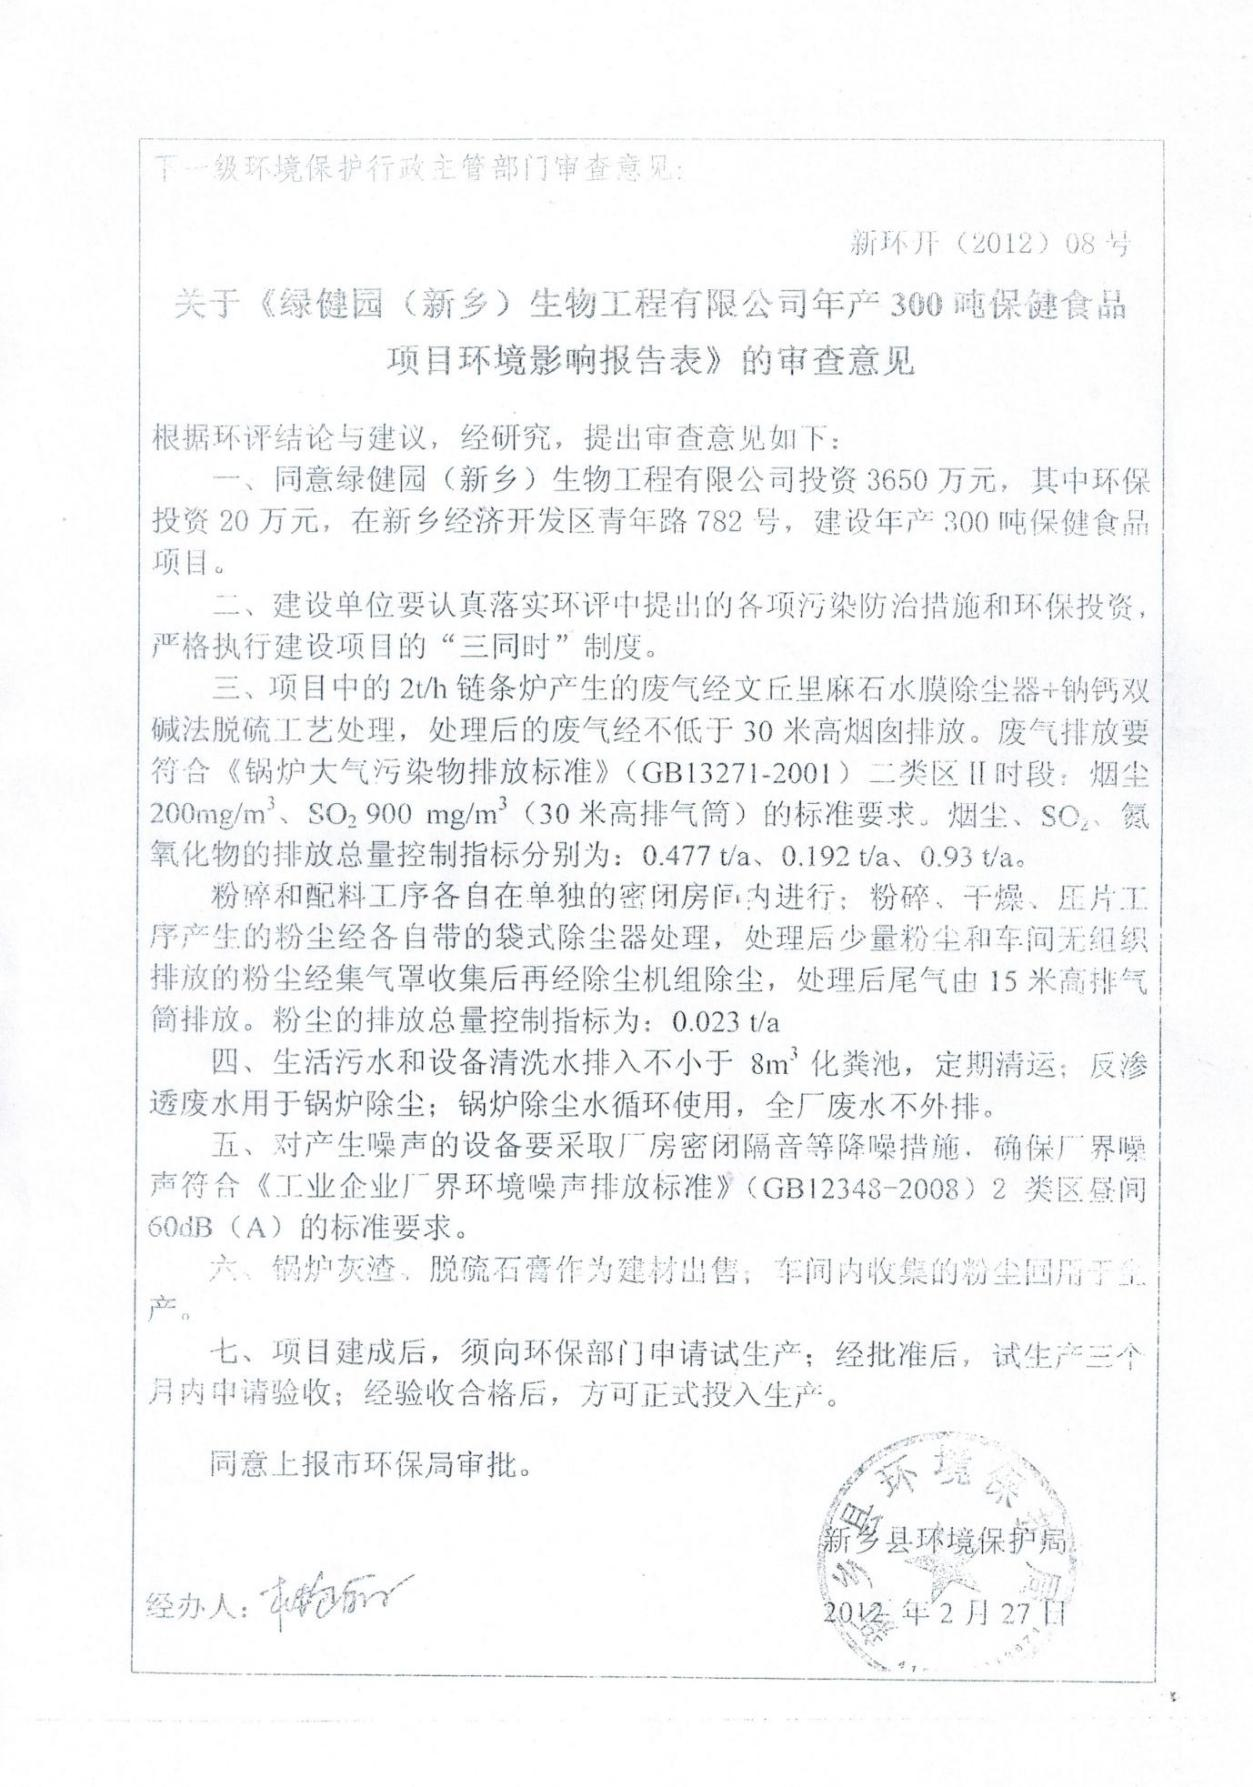 下一级环境保护行政主管部门审查意见:
新环开（2012）08号
关于《绿健园（新乡）生物工程有限公司年产300吨保健食品
项目环境影响报告表》的审查意见
根据环评结论与建议，经研究，提出审查意见如下：
一、同意绿健园（新乡）生物工程有限公司投资3650万元，其中环保
投资20万元，在新乡经济开发区青年路782号，建设年产300吨保健食品
项目。
二、建设单位要认真落实环评中提出的各项污染防治措施和环保投资，
严格执行建设项目的“三同时”制度。
三、项目中的2t/h链条炉产生的废气经文丘里麻石水膜除尘器+钠钙双
碱法脱硫工艺处理，处理后的废气经不低于30米高烟囱排放。废气排放要
符合《锅炉大气污染物排放标准》（GB13271-2001）二类区II时段：烟尘
200mg/m³、SO₂ 900 mg/m³（30米高排气筒）的标准要求。烟尘、SO₂、氮
氧化物的排放总量控制指标分别为：0.477 t/a、0.192 t/a、0.93 t/a。
粉碎和配料工序各自在单独的密闭房间内进行；粉碎、干燥、压片工
序产生的粉尘经各自带的袋式除尘器处理，处理后少量粉尘和车间无组织
排放的粉尘经集气罩收集后再经除尘机组除尘，处理后尾气由15米高排气
筒排放。粉尘的排放总量控制指标为：0.023 t/a
四、生活污水和设备清洗水排入不小于 8m³化粪池，定期清运；反渗
透废水用于锅炉除尘；锅炉除尘水循环使用，全厂废水不外排。
五、对产生噪声的设备要采取厂房密闭隔音等降噪措施，确保厂界噪
声符合《工业企业厂界环境噪声排放标准》（GB12348-2008）2 类区昼间
60dB（A）的标准要求。
六、锅炉灰渣、脱硫石膏作为建材出售；车间内收集的粉尘回用于生
产。
七、项目建成后，须向环保部门申请试生产；经批准后，试生产三个
月内申请验收；经验收合格后，方可正式投入生产。
同意上报市环保局审批。
新乡县环境保护局
新乡县环境保护局
经办人：
2012年2月27日